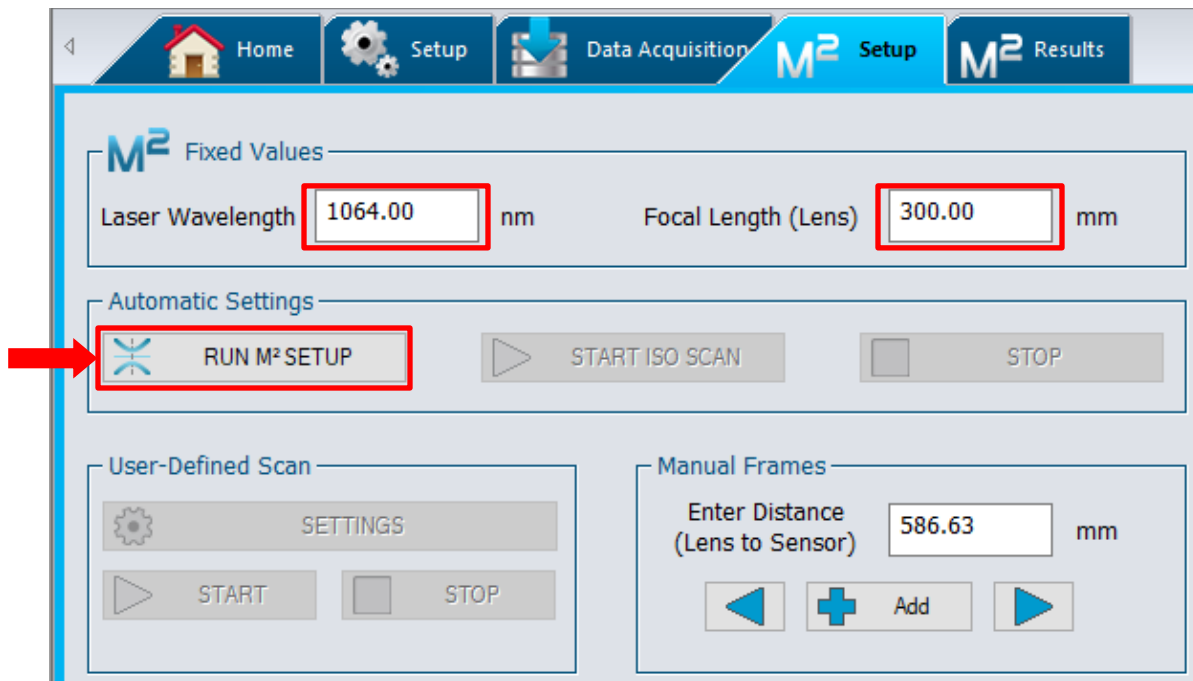 Home
Setup
Data Acquisition
M² Setup
M² Results
M² Fixed Values
Laser Wavelength 1064.00 nm Focal Length (Lens) 300.00 mm
Automatic Settings
RUN M² SETUP START ISO SCAN STOP
User-Defined Scan
SETTINGS
START STOP
Manual Frames
Enter Distance
(Lens to Sensor) 586.63 mm
Add